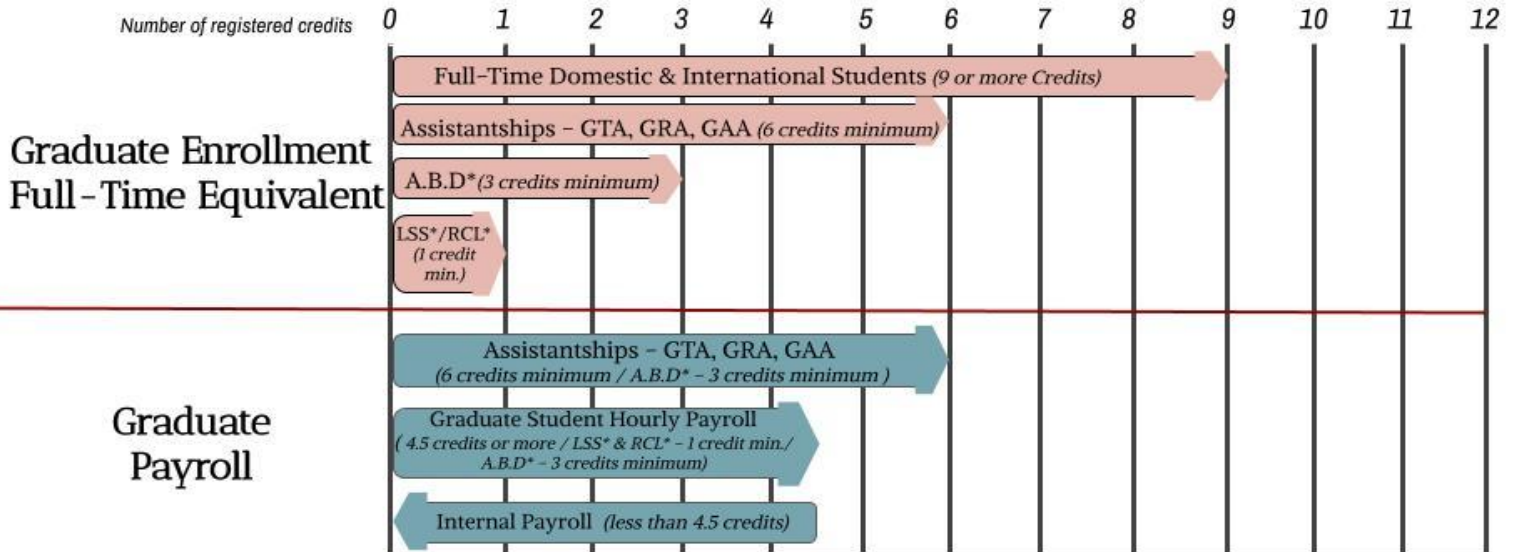 Number of registered credits 0 1 2 3 4 5 6 7 8 9 10 11 12
Full-Time Domestic & International Students (9 or more Credits)
Assistantships - GTA, GRA, GAA (6 credits minimum)
Graduate Enrollment
Full-Time Equivalent
A.B.D*(3 credits minimum)
LSS*/RCL*
(1 credit
min.)
Assistantships - GTA, GRA, GAA
(6 credits minimum / A.B.D* - 3 credits minimum )
Graduate
Payroll
Graduate Student Hourly Payroll
( 4.5 credits or more / LSS* & RCL* - 1 credit min./
A.B.D* - 3 credits minimum)
Internal Payroll (less than 4.5 credits)